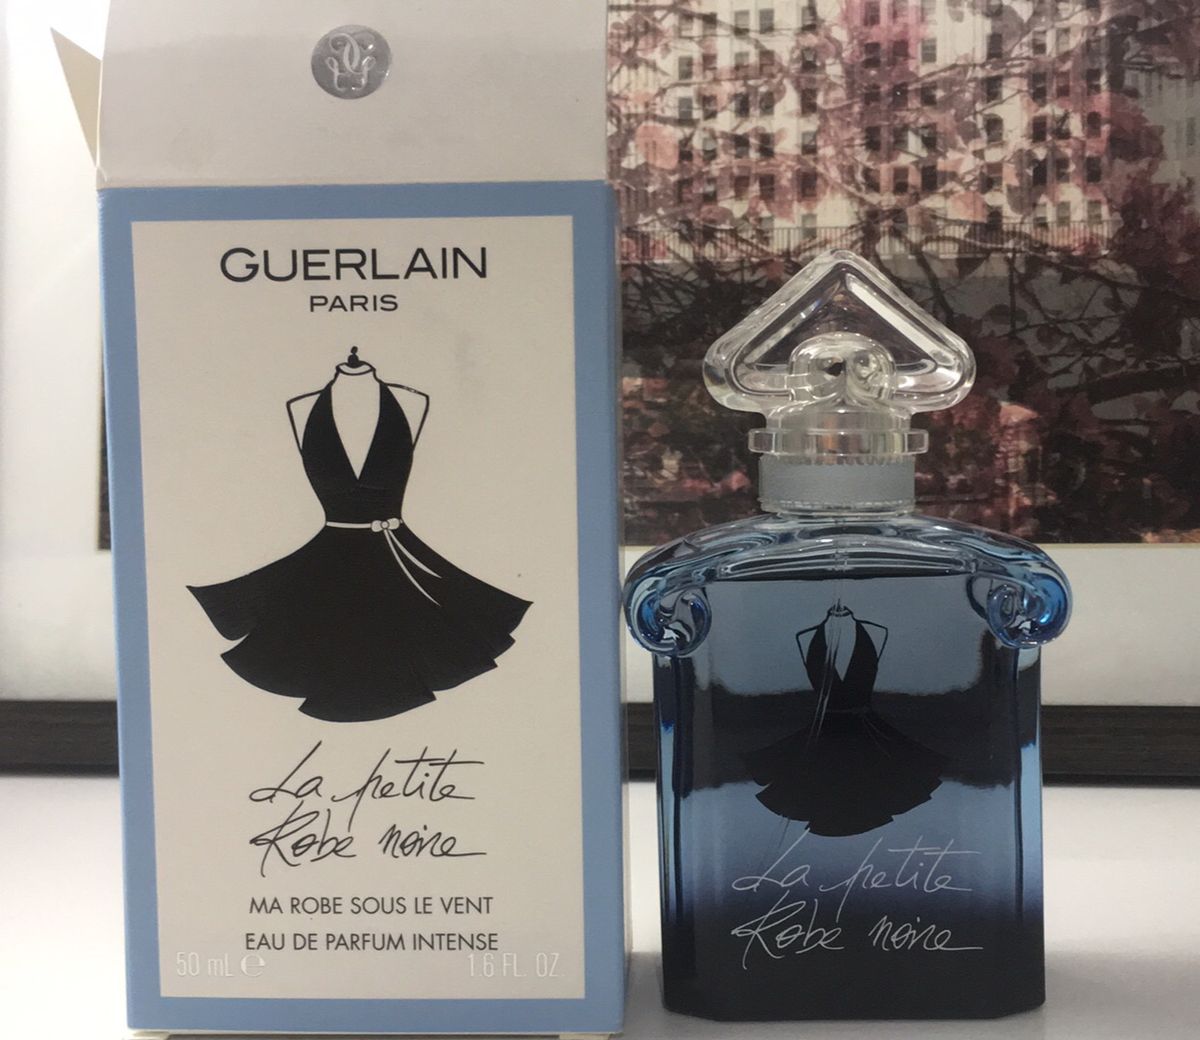 GUERLAIN
PARIS
La petite
Robe noire
MA ROBE SOUS LE VENT
EAU DE PARFUM INTENSE
50 mL e 1.6 FL. OZ.
La petite
Robe noire